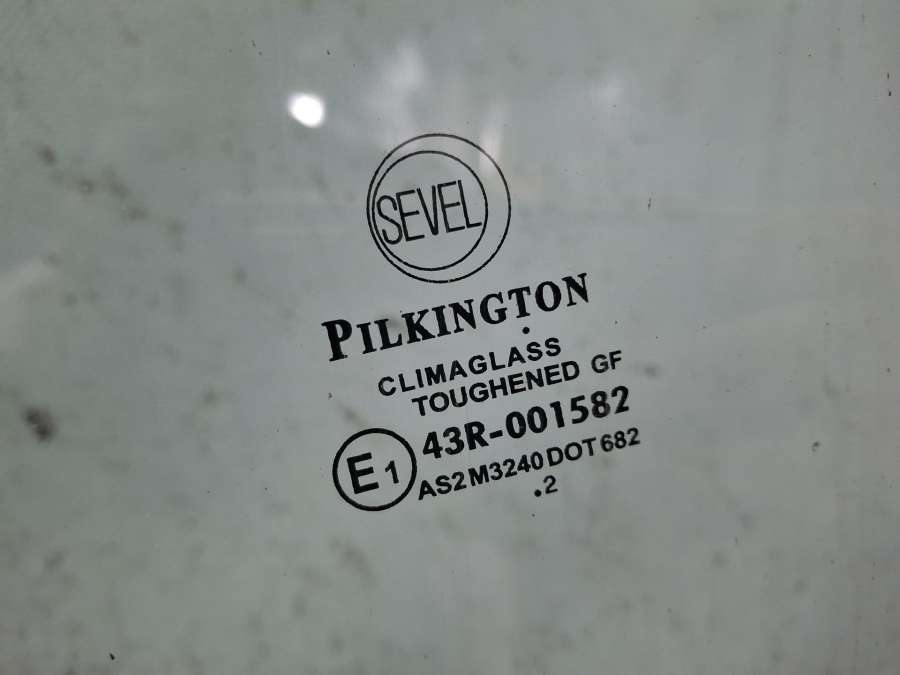 SEVEL
PILKINGTON
CLIMAGLASS
TOUGHENED GF
43R-001582
E1
AS2 M3240 DOT 682
.2